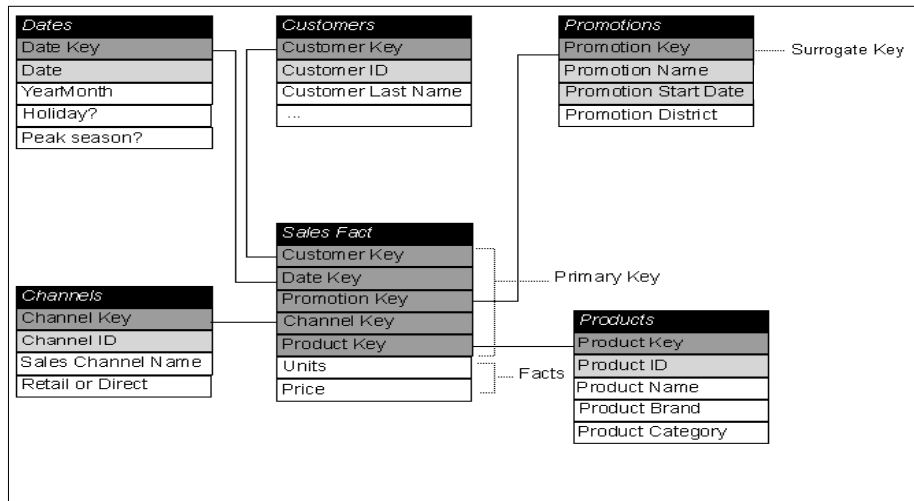 Dates
Date Key
Date
YearMonth
Holiday?
Peak season?
Customers
Customer Key
Customer ID
Customer Last Name
...
Promotions
Promotion Key
Promotion Name
Promotion Start Date
Promotion District
Surrogate Key
Sales Fact
Customer Key
Date Key
Promotion Key
Channel Key
Product Key
Units
Price
Primary Key
Facts
Channels
Channel Key
Channel ID
Sales Channel Name
Retail or Direct
Products
Product Key
Product ID
Product Name
Product Brand
Product Category